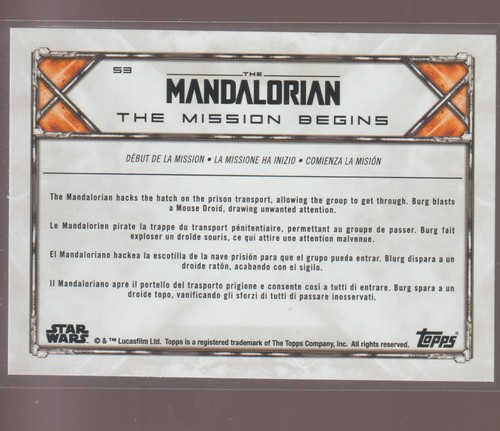 53
THE
MANDALORIAN
THE MISSION BEGINS
DÉBUT DE LA MISSION • LA MISSIONE HA INIZIO • COMIENZA LA MISIÓN
The Mandalorian hacks the hatch on the prison transport, allowing the group to get through. Burg blasts
a Mouse Droid, drawing unwanted attention.
Le Mandalorien pirate la trappe du transport pénitentiaire, permettant au groupe de passer. Burg fait
exploser un droïde souris, ce qui attire une attention malvenue.
El Mandaloriano hackea la escotilla de la nave prisión para que el grupo pueda entrar. Blurg dispara a un
droide ratón, acabando con el sigilo.
Il Mandaloriano apre il portello del trasporto prigione e consente così a tutti di entrare. Burg spara a un
droide topo, vanificando gli sforzi di tutti di passare inosservati.
STAR
WARS
© & ™ Lucasfilm Ltd. Topps is a registered trademark of The Topps Company, Inc. All rights reserved.
Topps®